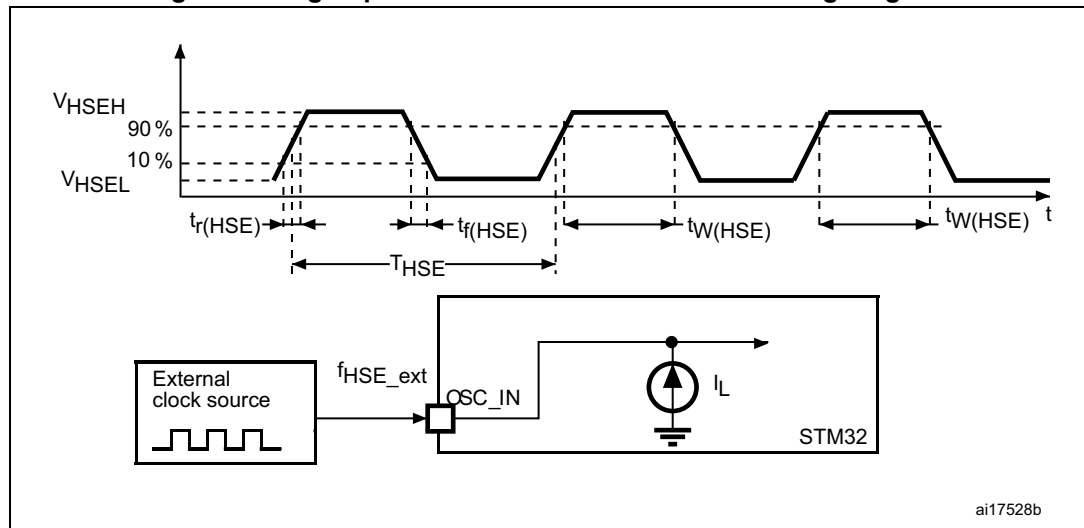 VHSEH
90 %
10 %
VHSEL
tr(HSE)
tf(HSE)
tW(HSE)
tW(HSE)
t
THSE
External
clock source
fHSE_ext
OSC_IN
IL
STM32
ai17528b